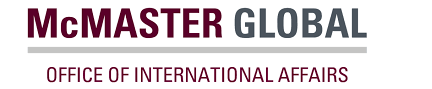 McMASTER GLOBAL
OFFICE OF INTERNATIONAL AFFAIRS